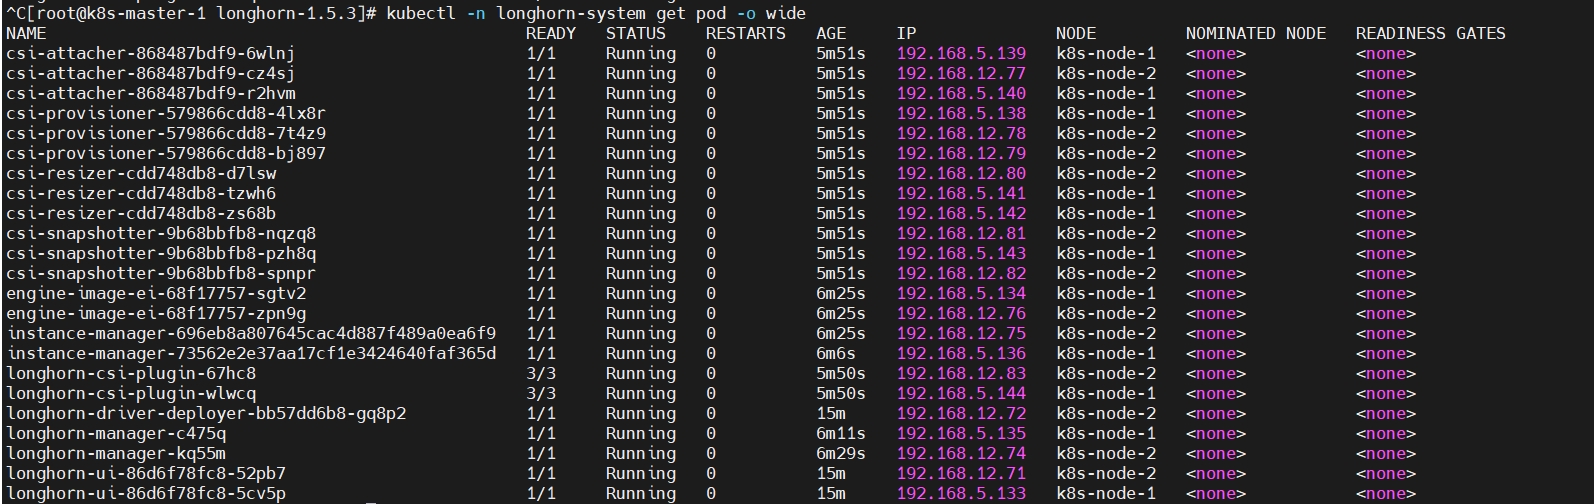 ^C[root@k8s-master-1 longhorn-1.5.3]# kubectl -n longhorn-system get pod -o wide
NAME READY STATUS RESTARTS AGE IP NODE NOMINATED NODE READINESS GATES
csi-attacher-868487bdf9-6wlnj 1/1 Running 0 5m51s 192.168.5.139 k8s-node-1 <none> <none>
csi-attacher-868487bdf9-cz4sj 1/1 Running 0 5m51s 192.168.12.77 k8s-node-2 <none> <none>
csi-attacher-868487bdf9-r2hvm 1/1 Running 0 5m51s 192.168.5.140 k8s-node-1 <none> <none>
csi-provisioner-579866cdd8-4lx8r 1/1 Running 0 5m51s 192.168.5.138 k8s-node-1 <none> <none>
csi-provisioner-579866cdd8-7t4z9 1/1 Running 0 5m51s 192.168.12.78 k8s-node-2 <none> <none>
csi-provisioner-579866cdd8-bj897 1/1 Running 0 5m51s 192.168.12.79 k8s-node-2 <none> <none>
csi-resizer-cdd748db8-d7lsw 1/1 Running 0 5m51s 192.168.12.80 k8s-node-2 <none> <none>
csi-resizer-cdd748db8-tzwh6 1/1 Running 0 5m51s 192.168.5.141 k8s-node-1 <none> <none>
csi-resizer-cdd748db8-zs68b 1/1 Running 0 5m51s 192.168.5.142 k8s-node-1 <none> <none>
csi-snapshotter-9b68bbfb8-nqzq8 1/1 Running 0 5m51s 192.168.12.81 k8s-node-2 <none> <none>
csi-snapshotter-9b68bbfb8-pzh8q 1/1 Running 0 5m51s 192.168.5.143 k8s-node-1 <none> <none>
csi-snapshotter-9b68bbfb8-spnpr 1/1 Running 0 5m51s 192.168.12.82 k8s-node-2 <none> <none>
engine-image-ei-68f17757-sgtv2 1/1 Running 0 6m25s 192.168.5.134 k8s-node-1 <none> <none>
engine-image-ei-68f17757-zpn9g 1/1 Running 0 6m25s 192.168.12.76 k8s-node-2 <none> <none>
instance-manager-696eb8a807645cac4d887f489a0ea6f9 1/1 Running 0 6m25s 192.168.12.75 k8s-node-2 <none> <none>
instance-manager-73562e2e37aa17cf1e3424640faf365d 1/1 Running 0 6m6s 192.168.5.136 k8s-node-1 <none> <none>
longhorn-csi-plugin-67hc8 3/3 Running 0 5m50s 192.168.12.83 k8s-node-2 <none> <none>
longhorn-csi-plugin-wlwcq 3/3 Running 0 5m50s 192.168.5.144 k8s-node-1 <none> <none>
longhorn-driver-deployer-bb57dd6b8-gq8p2 1/1 Running 0 15m 192.168.12.72 k8s-node-2 <none> <none>
longhorn-manager-c475q 1/1 Running 0 6m11s 192.168.5.135 k8s-node-1 <none> <none>
longhorn-manager-kq55m 1/1 Running 0 6m29s 192.168.12.74 k8s-node-2 <none> <none>
longhorn-ui-86d6f78fc8-52pb7 1/1 Running 0 15m 192.168.12.71 k8s-node-2 <none> <none>
longhorn-ui-86d6f78fc8-5cv5p 1/1 Running 0 15m 192.168.5.133 k8s-node-1 <none> <none>